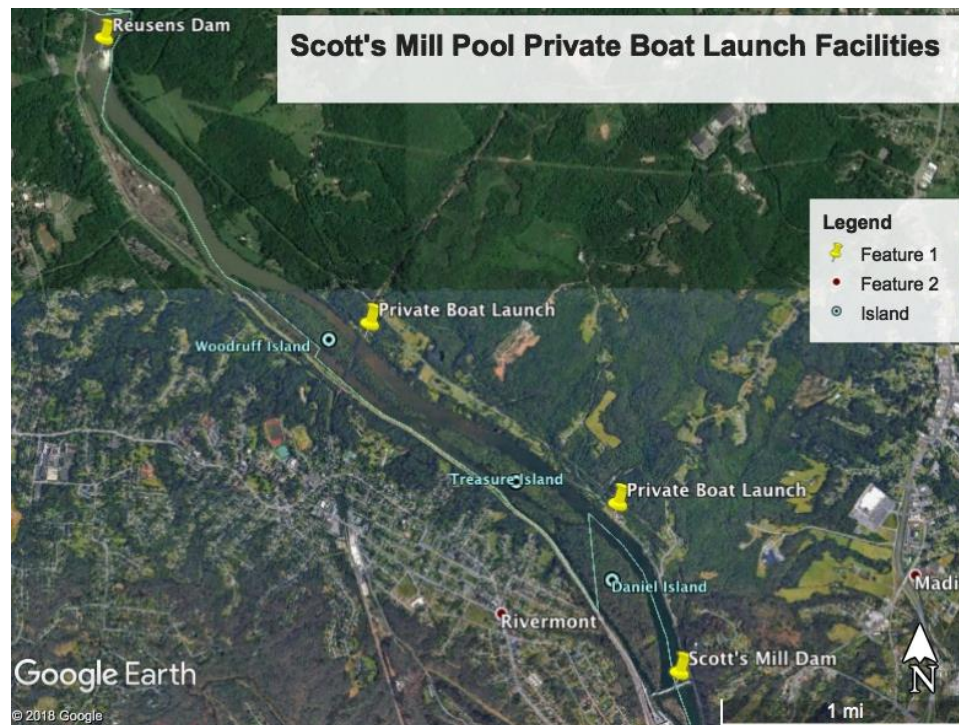 Reusens Dam
Scott's Mill Pool Private Boat Launch Facilities
Legend
Feature 1
Feature 2
Island
Private Boat Launch
Woodruff Island
Treasure Island
Private Boat Launch
Daniel Island
Madi
Rivermont
Scott's Mill Dam
Google Earth
N
© 2018 Google
1 mi